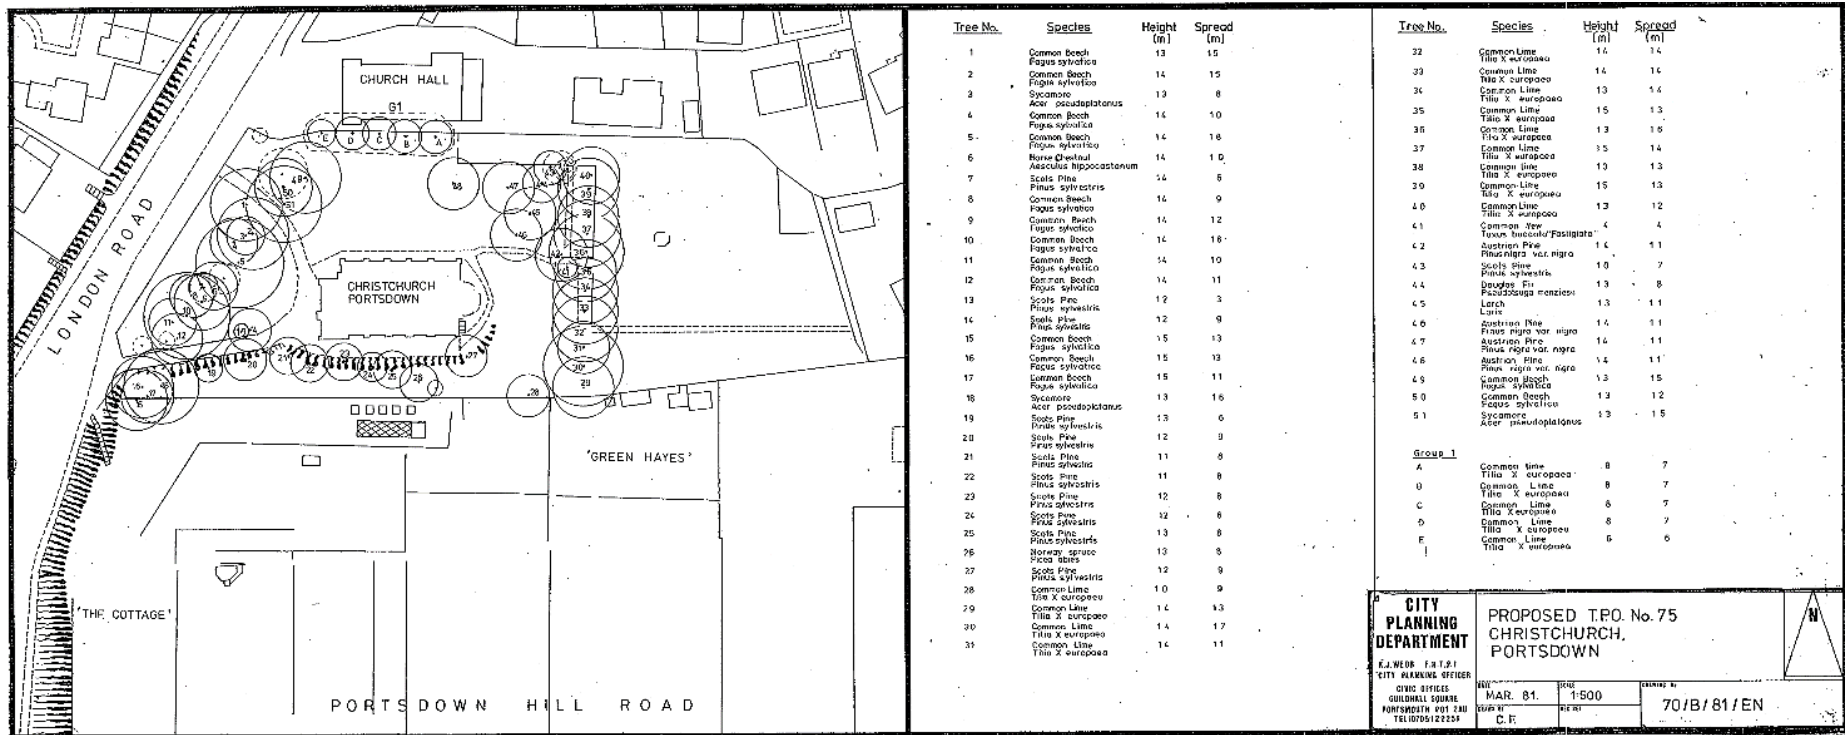 CHURCH HALL
G1
E D C B A
LONDON ROAD
CHRISTCHURCH
PORTSDOWN
'GREEN HAYES'
'THE COTTAGE'
PORTSDOWN HILL ROAD
Tree No. Species Height Spread
[m] [m]
1 Common Beech 13 15
Fagus sylvatica
2 Common Beech 14 15
Fagus sylvatica
3 Sycamore 13 8
Acer pseudoplatanus
4 Common Beech 14 10
Fagus sylvatica
5 Common Beech 14 16
Fagus sylvatica
6 Horse Chestnut 14 10
Aesculus hippocastanum
7 Scots Pine 14
Pinus sylvestris
8 Common Beech 14 9
Fagus sylvatica
9 Common Beech 14 12
Fagus sylvatica
10 Common Beech 14 16
Fagus sylvatica
11 Common Beech 14 10
Fagus sylvatica
12 Common Beech 14 11
Fagus sylvatica
13 Scots Pine 12 3
Pinus sylvestris
14 Scots Pine 12 9
Pinus sylvestris
15 Common Beech 15 13
Fagus sylvatica
16 Common Beech 15 13
Fagus sylvatica
17 Common Beech 15 11
Fagus sylvatica
18 Sycamore 13 16
Acer pseudoplatanus
19 Scots Pine 13 6
Pinus sylvestris
20 Scots Pine 12 9
Pinus sylvestris
21 Scots Pine 11 8
Pinus sylvestris
22 Scots Pine 11 8
Pinus sylvestris
23 Scots Pine 12 8
Pinus sylvestris
24 Scots Pine 12
Pinus sylvestris
25 Scots Pine 13 8
Pinus sylvestris
26 Norway spruce 13 8
Picea abies
27 Scots Pine 12 9
Pinus sylvestris
28 Common Lime 10 9
Tilia X europaea
29 Common Lime 14 13
Tilia X europaea
30 Common Lime 14 17
Tilia X europaea
31 Common Lime 14 11
Tilia X europaea
Tree No. Species Height Spread
[m] [m]
32 Common Lime 14 14
Tilia X europaea
33 Common Lime 14 14
Tilia X europaea
34 Common Lime 13 14
Tilia X europaea
35 Common Lime 15 13
Tilia X europaea
36 Common Lime 13 16
Tilia X europaea
37 Common Lime 15 14
Tilia X europaea
38 Common Lime 13 13
Tilia X europaea
39 Common Lime 15 13
Tilia X europaea
40 Common Lime 13 12
Tilia X europaea
41 Common Yew 4 4
Taxus baccata "Fastigiata"
42 Austrian Pine 14 11
Pinus nigra var. nigra
43 Scots Pine 10 7
Pinus sylvestris
44 Douglas Fir 13 8
Pseudotsuga menziesii
45 Larch 13 11
Larix
46 Austrian Pine 14 11
Pinus nigra var. nigra
47 Austrian Pine 14 11
Pinus nigra var. nigra
48 Austrian Pine 14 11
Pinus nigra var. nigra
49 Common Beech 13 15
Fagus sylvatica
50 Common Beech 13 12
Fagus sylvatica
51 Sycamore 13 15
Acer pseudoplatanus
Group 1
A Common Lime 8 7
Tilia X europaea
B Common Lime 8 7
Tilia X europaea
C Common Lime 8 7
Tilia X europaea
D Common Lime 8 7
Tilia X europaea
E Common Lime 6
Tilia X europaea
CITY
PLANNING
DEPARTMENT
CITY PLANNING OFFICER
CIVIC OFFICES
GUILDHALL SQUARE
PORTSMOUTH PO1 2AU
PROPOSED T.P.O. No. 75
CHRISTCHURCH,
PORTSDOWN
N
DATE MAR. 81. SCALE 1:500
DRAWN BY C.F.
DRAWING No 70/B/81/EN